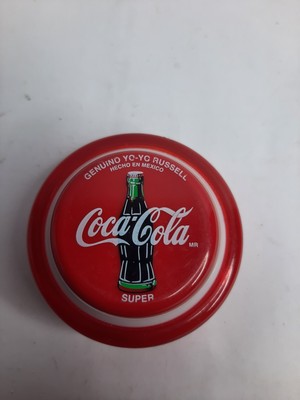 GENUINO YO-YO RUSSELL
HECHO EN MEXICO
Coca-Cola
MR
SUPER